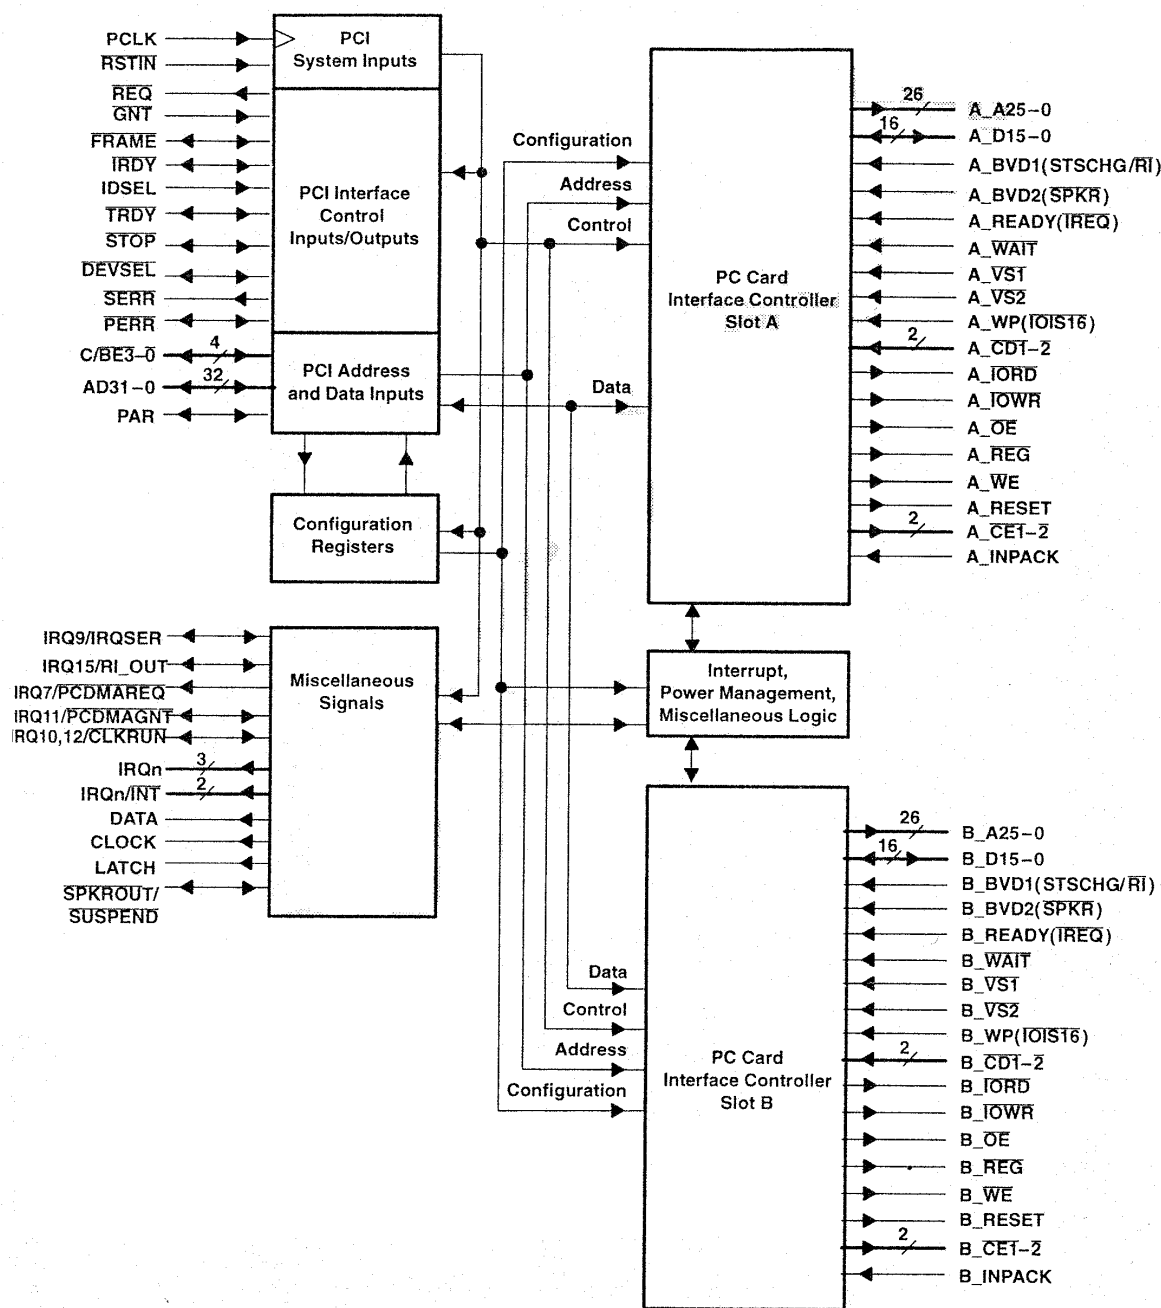 PCLK
RSTIN
REQ
GNT
FRAME
IRDY
IDSEL
TRDY
STOP
DEVSEL
SERR
PERR
C/BE3-0
4
AD31-0
32
PAR
PCI
System Inputs
PCI Interface
Control
Inputs/Outputs
PCI Address
and Data Inputs
Configuration
Registers
IRQ9/IRQSER
IRQ15/RI_OUT
IRQ7/PCDMAREQ
IRQ11/PCDMAGNT
RQ10,12/CLKRUN
IRQn
3
IRQn/INT
2
DATA
CLOCK
LATCH
SPKROUT/
SUSPEND
Miscellaneous
Signals
Configuration
Address
Control
Data
PC Card
Interface Controller
Slot A
26
A_A25-0
16
A_D15-0
A_BVD1(STSCHG/RI)
A_BVD2(SPKR)
A_READY(IREQ)
A_WAIT
A_VS1
A_VS2
A_WP(IOIS16)
2
A_CD1-2
A_IORD
A_IOWR
A_OE
A_REG
A_WE
A_RESET
2
A_CE1-2
A_INPACK
Interrupt,
Power Management,
Miscellaneous Logic
Data
Control
Address
Configuration
PC Card
Interface Controller
Slot B
26
B_A25-0
16
B_D15-0
B_BVD1(STSCHG/RI)
B_BVD2(SPKR)
B_READY(IREQ)
B_WAIT
B_VS1
B_VS2
B_WP(IOIS16)
2
B_CD1-2
B_IORD
B_IOWR
B_OE
B_REG
B_WE
B_RESET
2
B_CE1-2
B_INPACK